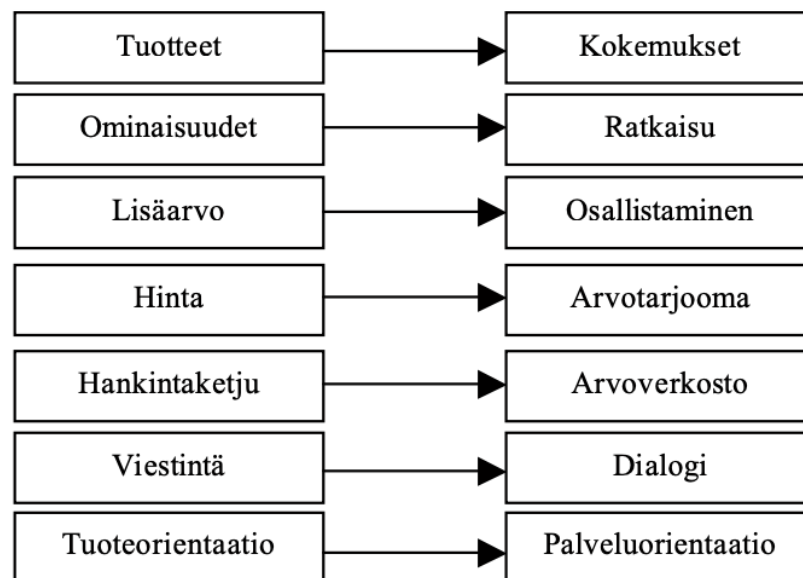 Tuotteet
Kokemukset
Ominaisuudet
Ratkaisu
Lisäarvo
Osallistaminen
Hinta
Arvotarjooma
Hankintaketju
Arvoverkosto
Viestintä
Dialogi
Tuoteorientaatio
Palveluorientaatio